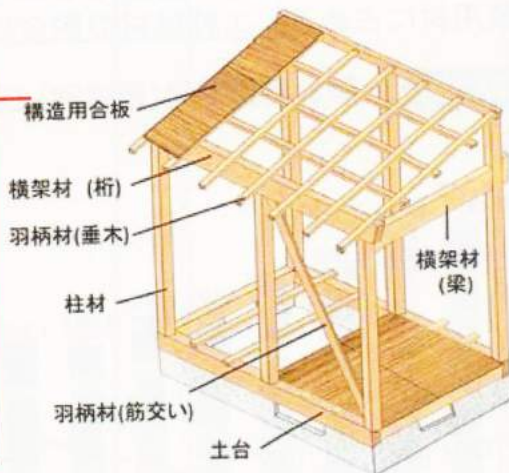 構造用合板
横架材 (桁)
羽柄材(垂木)
横架材
(梁)
柱材
羽柄材(筋交い)
土台